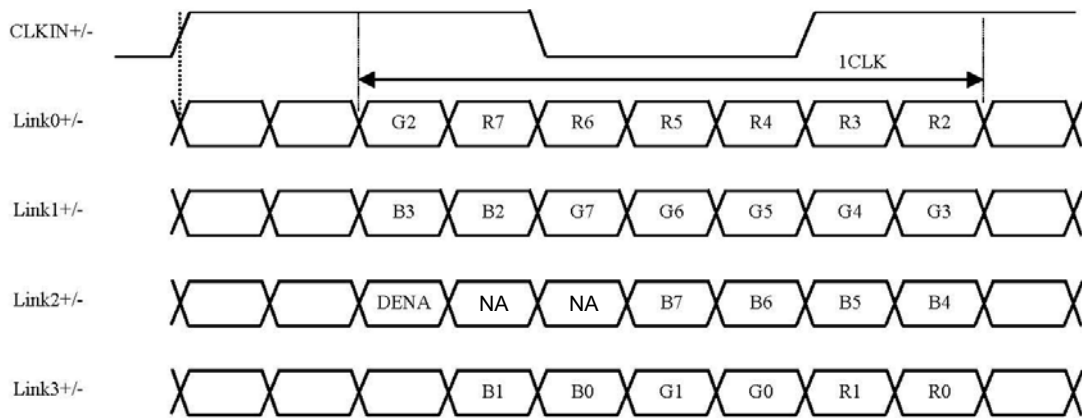 CLKIN+/-
1CLK
Link0+/- G2 R7 R6 R5 R4 R3 R2
Link1+/- B3 B2 G7 G6 G5 G4 G3
Link2+/- DENA NA NA B7 B6 B5 B4
Link3+/- B1 B0 G1 G0 R1 R0